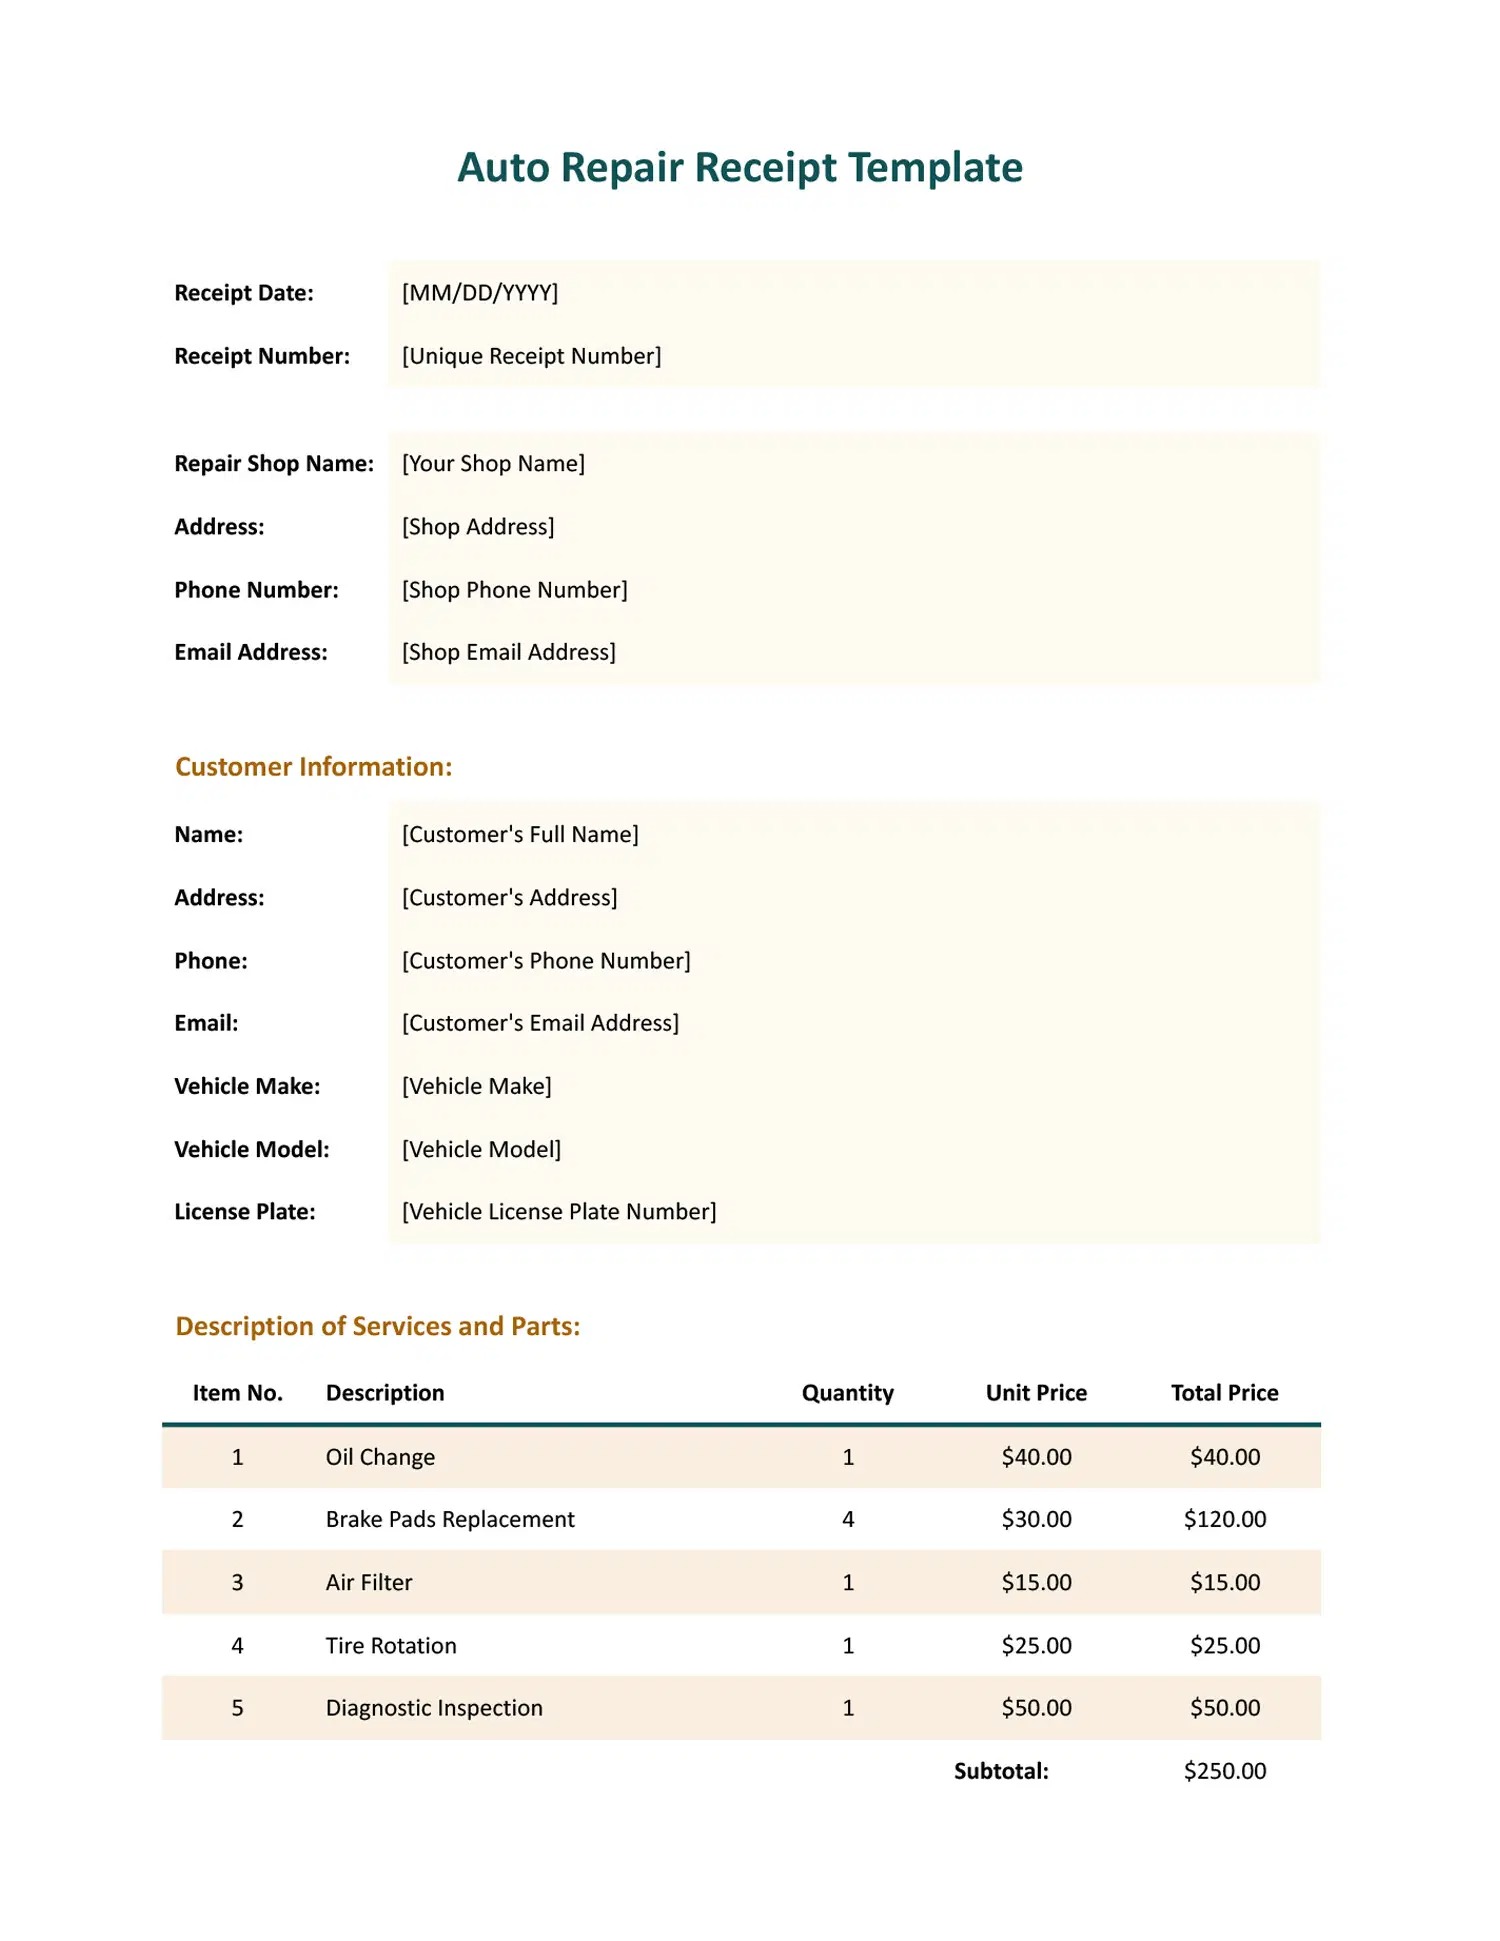 Auto Repair Receipt Template
Receipt Date: [MM/DD/YYYY]
Receipt Number: [Unique Receipt Number]
Repair Shop Name: [Your Shop Name]
Address: [Shop Address]
Phone Number: [Shop Phone Number]
Email Address: [Shop Email Address]
Customer Information:
Name: [Customer's Full Name]
Address: [Customer's Address]
Phone: [Customer's Phone Number]
Email: [Customer's Email Address]
Vehicle Make: [Vehicle Make]
Vehicle Model: [Vehicle Model]
License Plate: [Vehicle License Plate Number]
Description of Services and Parts:
Item No. Description Quantity Unit Price Total Price
1 Oil Change 1 $40.00 $40.00
2 Brake Pads Replacement 4 $30.00 $120.00
3 Air Filter 1 $15.00 $15.00
4 Tire Rotation 1 $25.00 $25.00
5 Diagnostic Inspection 1 $50.00 $50.00
Subtotal: $250.00